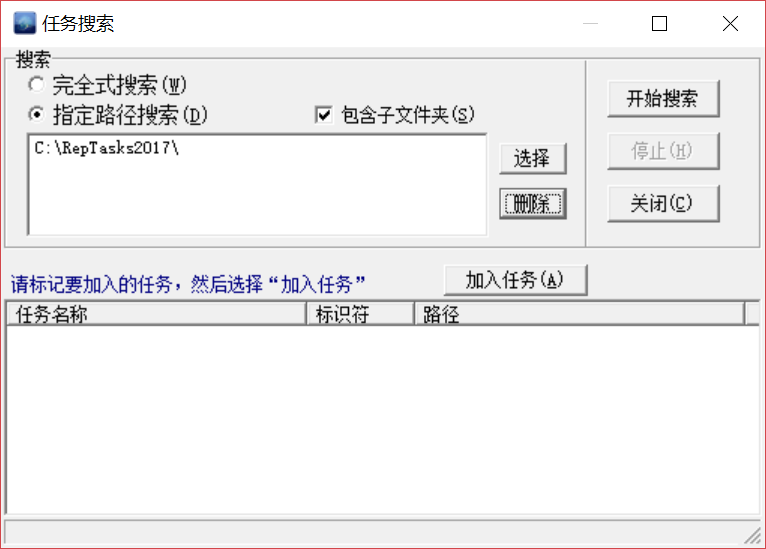 任务搜索
搜索
完全式搜索(W)
指定路径搜索(D)
包含子文件夹(S)
C:\RepTasks2017\
选择
删除
开始搜索
停止(H)
关闭(C)
请标记要加入的任务，然后选择“加入任务”
加入任务(A)
任务名称 标识符 路径